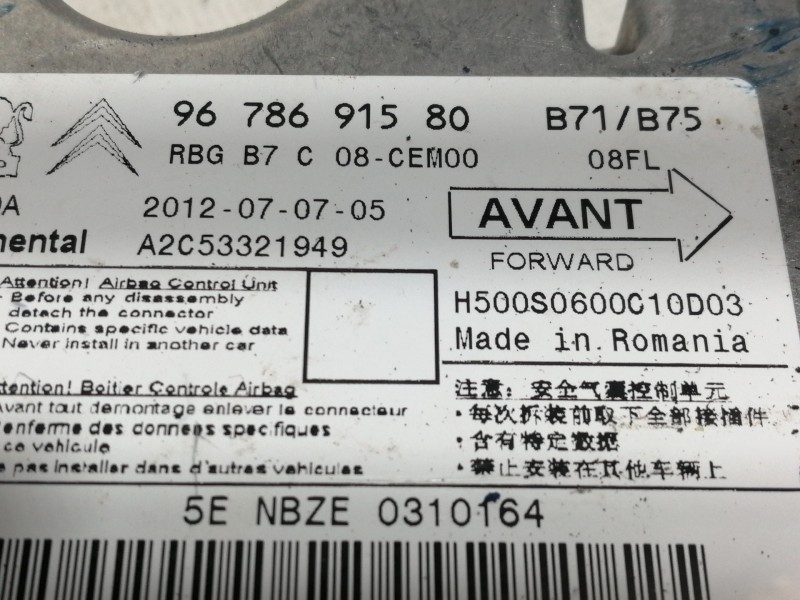 96 786 915 80 B71/B75
RBG B7 C 08-CEM00 08FL
2012-07-07-05 AVANT
A2C53321949 FORWARD
H500S0600C10D03
Made in Romania
Attention! Airbag Control Unit
- Before any disassembly
detach the connector
- Contains specific vehicle data
- Never install in another car
ttention! Boitier Controle Airbag
Avant tout demontage enlever le connecteur
enferme des donnees specifiques
ce vehicule
e pas installer dans d'autres vehicules
注意: 安全气囊控制单元
·每次拆装前取下全部接插件
·含有特定数据
·禁止安装在其他车辆上
5E NBZE 0310164